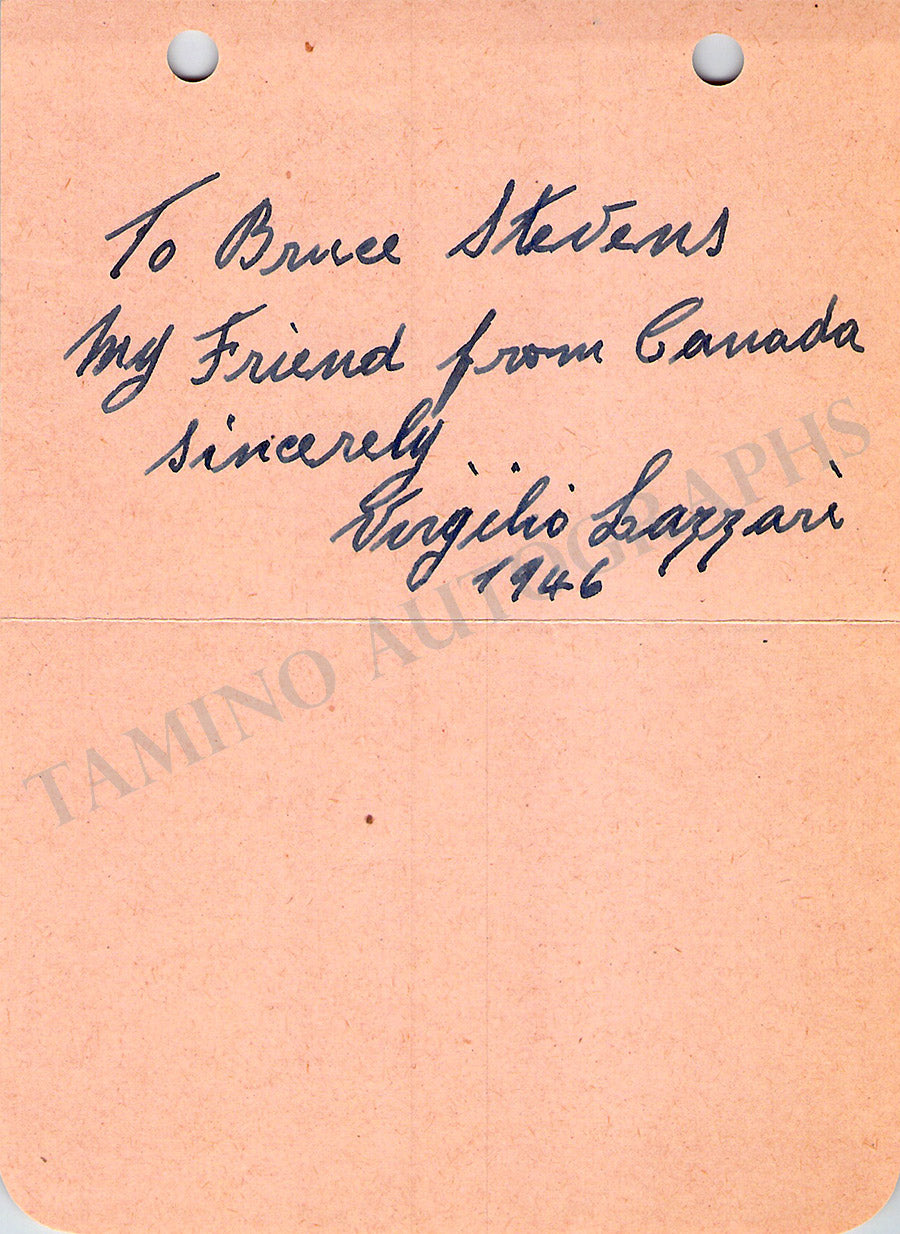 To Bruce Stevens
My Friend from Canada
sincerely
Virgilio Lazzari
1946
TAMINO AUTOGRAPHS